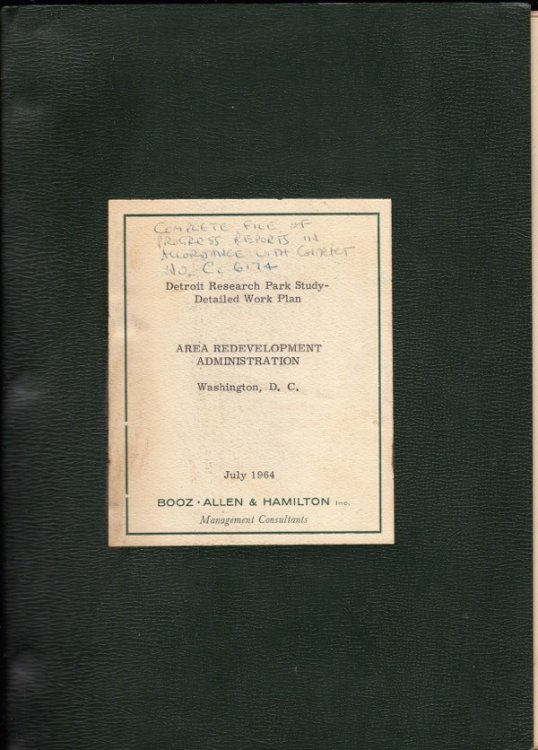 COMPLETE FILE OF
PROGRESS REPORTS IN
ACCORDANCE WITH CONTRACT
NO. C. 6174
Detroit Research Park Study-
Detailed Work Plan
AREA REDEVELOPMENT
ADMINISTRATION
Washington, D. C.
July 1964
BOOZ · ALLEN & HAMILTON INC.
Management Consultants